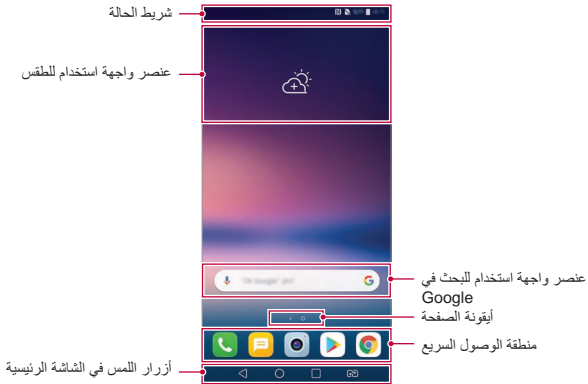 شريط الحالة
عنصر واجهة استخدام للطقس
عنصر واجهة استخدام للبحث في
Google
أيقونة الصفحة
منطقة الوصول السريع
أزرار اللمس في الشاشة الرئيسية